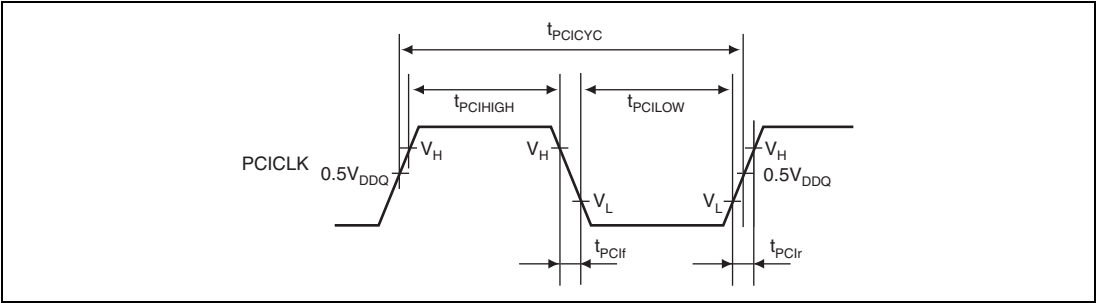 tPCICYC
tPCIHIGH
tPCILOW
PCICLK
0.5VDDQ
VH
VH
VL
VL
VH
0.5VDDQ
tPCIf
tPCIr